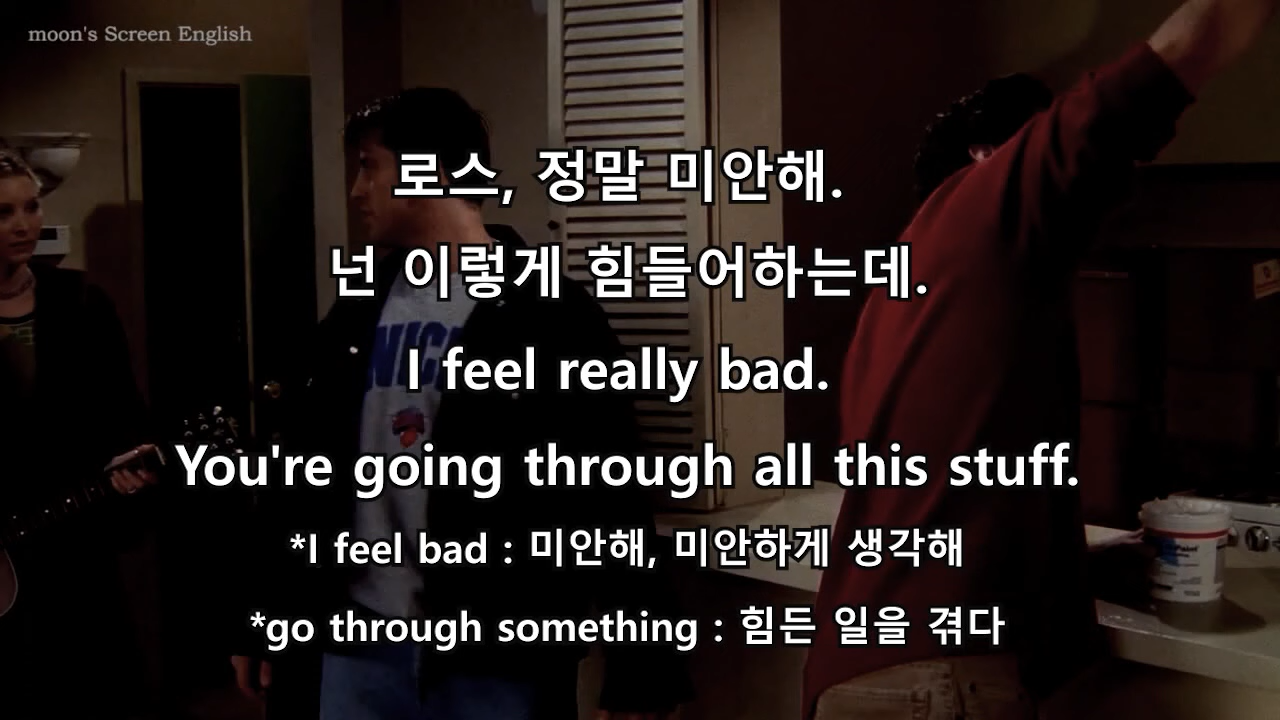 moon's Screen English
로스, 정말 미안해.
넌 이렇게 힘들어하는데.
I feel really bad.
You're going through all this stuff.
*I feel bad : 미안해, 미안하게 생각해
*go through something : 힘든 일을 겪다